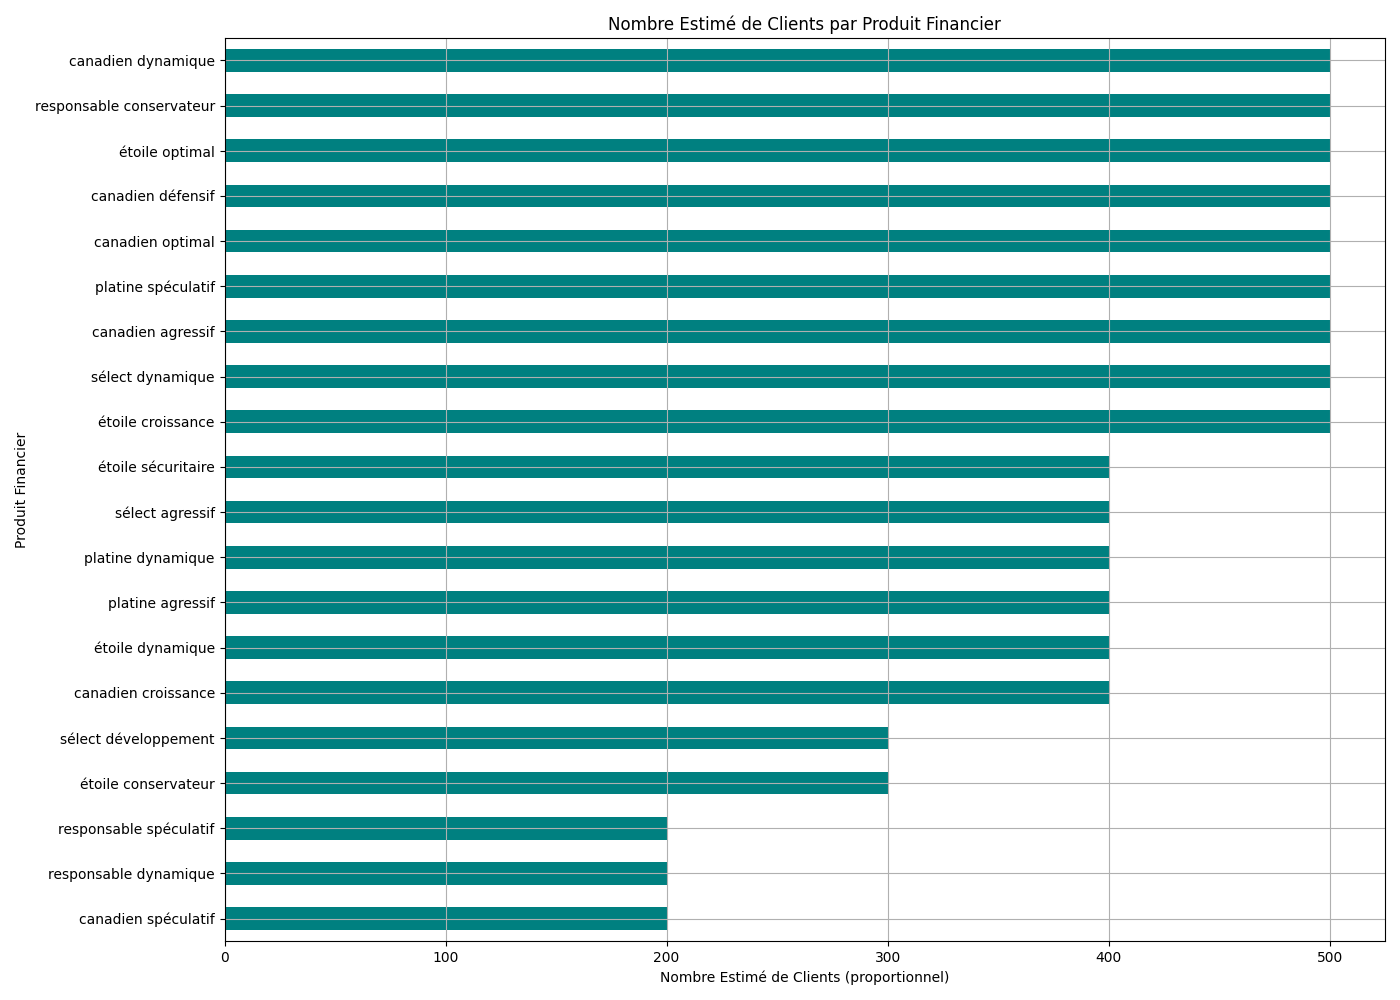 Nombre Estimé de Clients par Produit Financier
canadien dynamique
responsable conservateur
étoile optimal
canadien défensif
canadien optimal
platine spéculatif
canadien agressif
sélect dynamique
étoile croissance
étoile sécuritaire
sélect agressif
platine dynamique
platine agressif
étoile dynamique
canadien croissance
sélect développement
étoile conservateur
responsable spéculatif
responsable dynamique
canadien spéculatif
Produit Financier
0 100 200 300 400 500
Nombre Estimé de Clients (proportionnel)